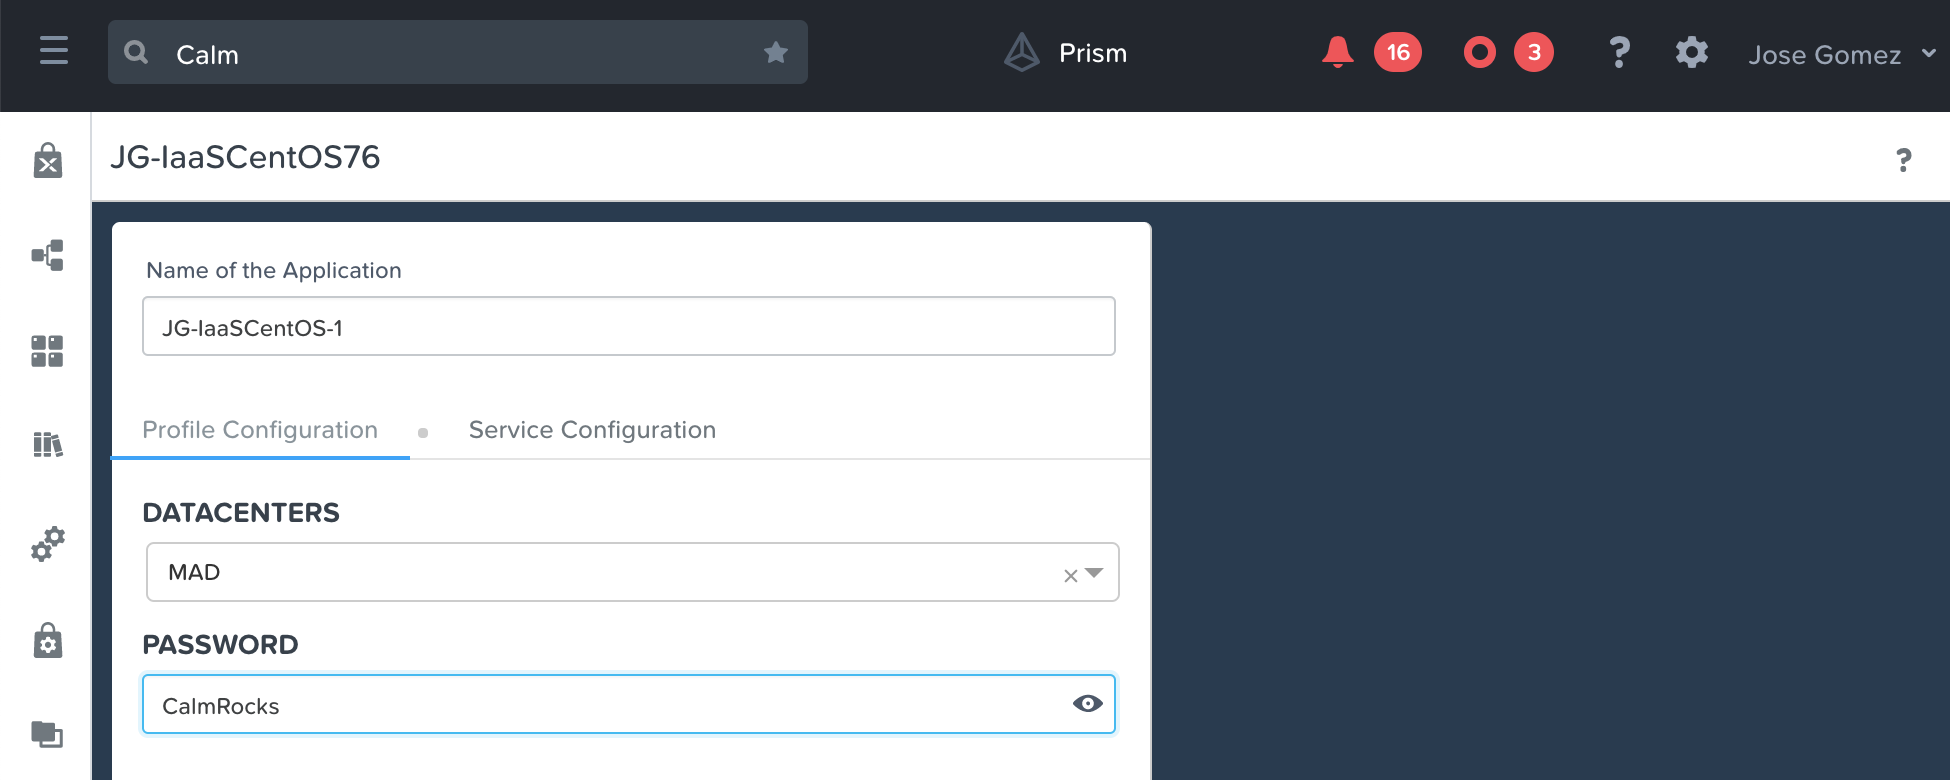 Calm
Prism
16
3
?
Jose Gomez
JG-IaaSCentOS76
?
Name of the Application
JG-IaaSCentOS-1
Profile Configuration
Service Configuration
DATACENTERS
MAD
PASSWORD
CalmRocks